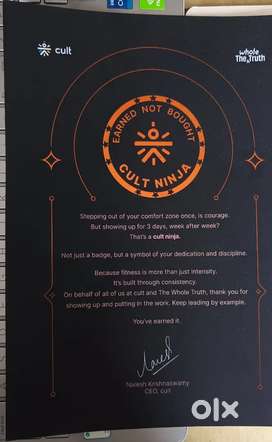 cult
whole
The Truth
EARNED NOT BOUGHT
CULT NINJA
Stepping out of your comfort zone once, is courage.
But showing up for 3 days, week after week?
That's a cult ninja.
Not just a badge, but a symbol of your dedication and discipline.
Because fitness is more than just intensity.
It's built through consistency.
On behalf of all of us at cult and The Whole Truth, thank you for
showing up and putting in the work. Keep leading by example.
You've earned it.
Naresh Krishnaswamy
CEO, cult
olx